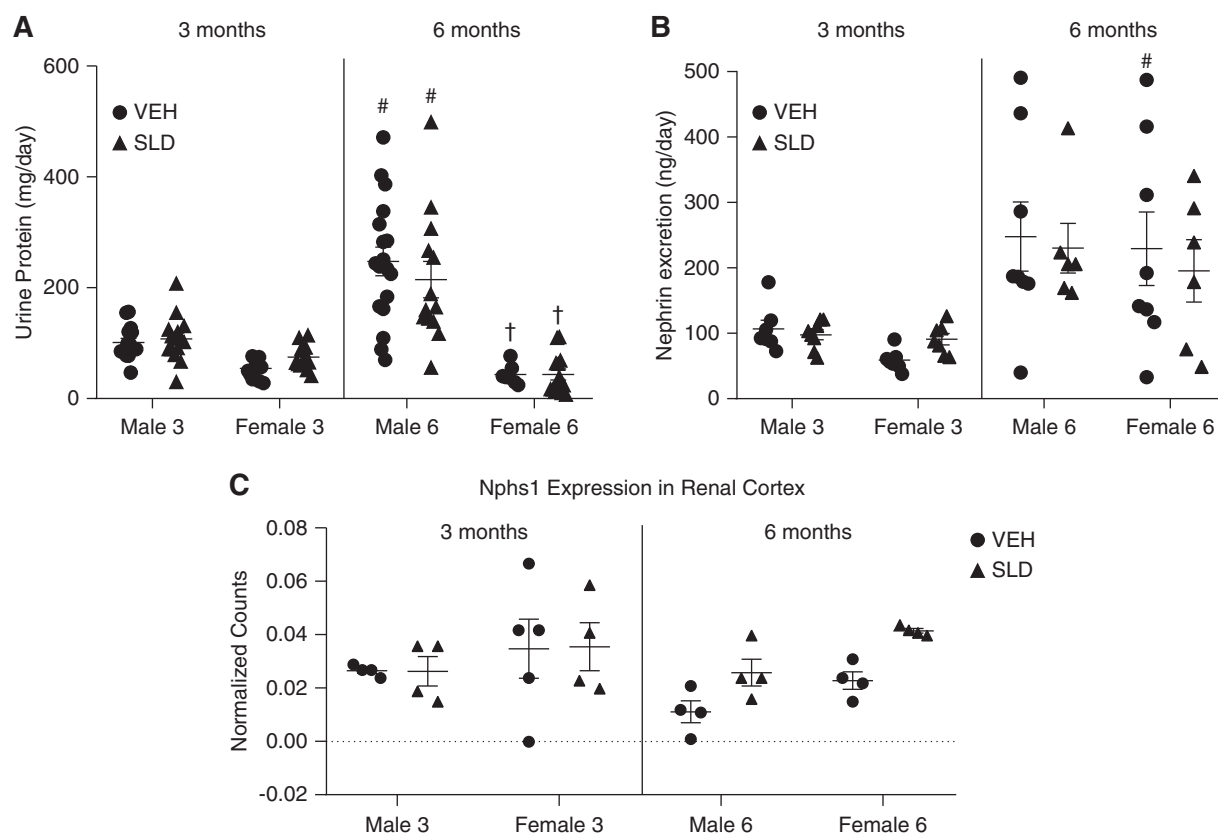 A
3 months
6 months
Urine Protein (mg/day)
600
400
200
0
VEH
SLD
#
#
†
†
Male 3
Female 3
Male 6
Female 6
B
3 months
6 months
Nephrin excretion (ng/day)
500
400
300
200
100
0
VEH
SLD
#
Male 3
Female 3
Male 6
Female 6
C
Nphs1 Expression in Renal Cortex
3 months
6 months
Normalized Counts
0.08
0.06
0.04
0.02
0.00
-0.02
VEH
SLD
Male 3
Female 3
Male 6
Female 6